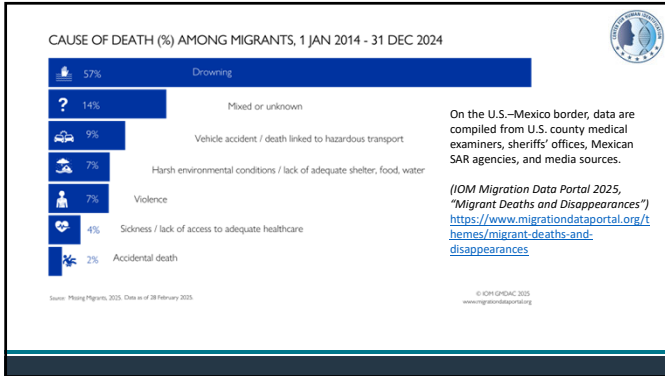 CAUSE OF DEATH (%) AMONG MIGRANTS, 1 JAN 2014 - 31 DEC 2024
57% Drowning
? 14% Mixed or unknown
9% Vehicle accident / death linked to hazardous transport
7% Harsh environmental conditions / lack of adequate shelter, food, water
7% Violence
4% Sickness / lack of access to adequate healthcare
2% Accidental death
Source: Missing Migrants, 2025. Data as of 28 February 2025.
© IOM GMDAC 2025
www.migrationdataportal.org
CENTER FOR HUMAN IDENTIFICATION
On the U.S.–Mexico border, data are
compiled from U.S. county medical
examiners, sheriffs’ offices, Mexican
SAR agencies, and media sources.
(IOM Migration Data Portal 2025,
“Migrant Deaths and Disappearances”)
https://www.migrationdataportal.org/t
hemes/migrant-deaths-and-
disappearances